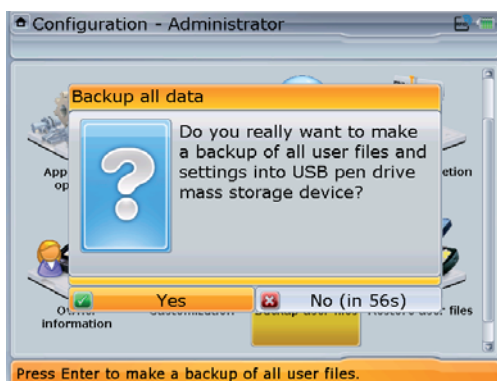 Configuration - Administrator
Backup all data
Do you really want to make
a backup of all user files and
settings into USB pen drive
mass storage device?
App
op
etion
Yes
No (in 56s)
information
files
Press Enter to make a backup of all user files.